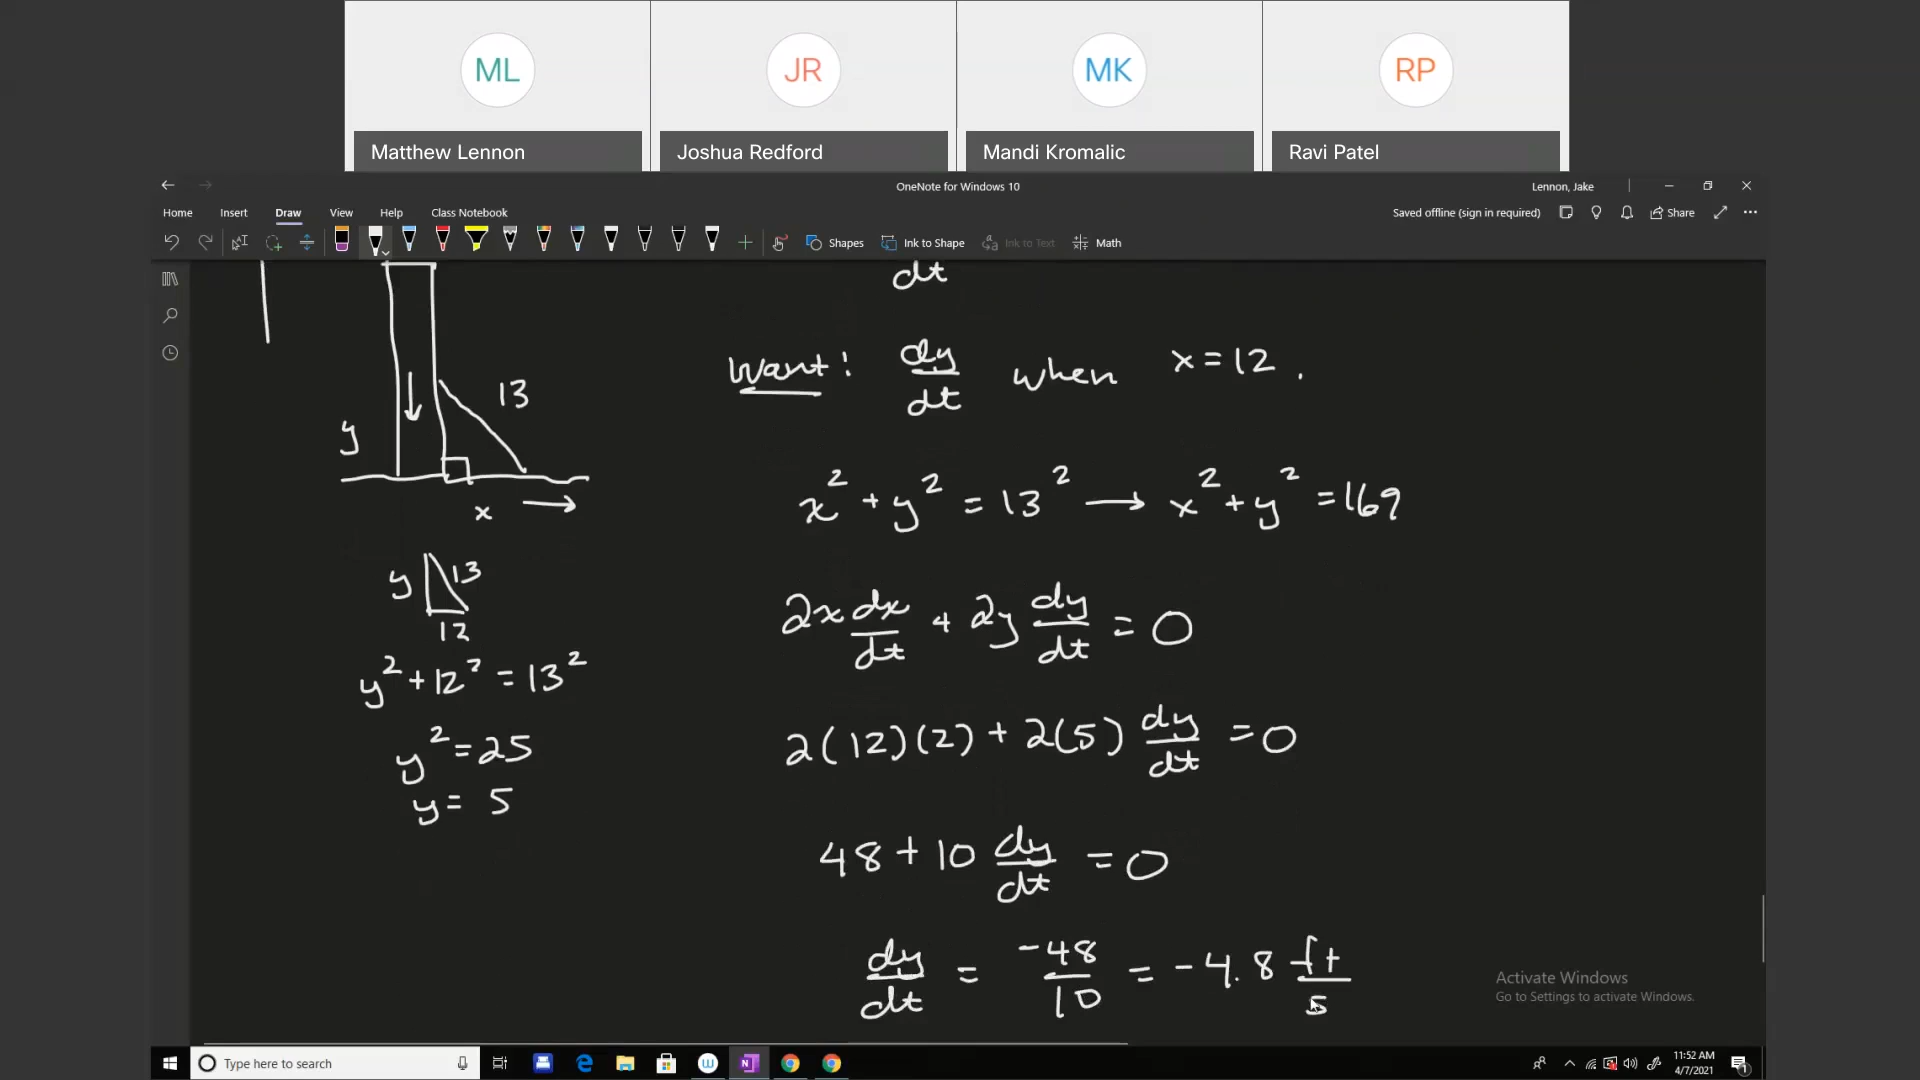 ML JR MK RP
Matthew Lennon Joshua Redford Mandi Kromalic Ravi Patel
OneNote for Windows 10 Lennon, Jake
Home Insert Draw View Help Class Notebook Saved offline (sign in required) Share
Shapes Ink to Shape Ink to Text Math
dt
Want: dy/dt when x = 12 .
13
y
x
x² + y² = 13² → x² + y² = 169
y 13
12
2x dx/dt + 2y dy/dt = 0
y² + 12² = 13²
2(12)(2) + 2(5) dy/dt = 0
y² = 25
y = 5
48 + 10 dy/dt = 0
dy/dt = -48/10 = -4.8 ft/s
Activate Windows
Go to Settings to activate Windows.
Type here to search
11:52 AM
4/7/2021